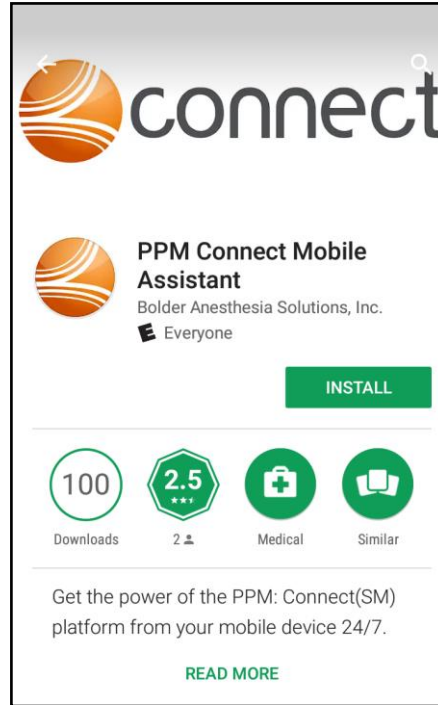 connect
PPM Connect Mobile
Assistant
Bolder Anesthesia Solutions, Inc.
E Everyone
INSTALL
100
2.5
Downloads
2
Medical
Similar
Get the power of the PPM: Connect(SM)
platform from your mobile device 24/7.
READ MORE